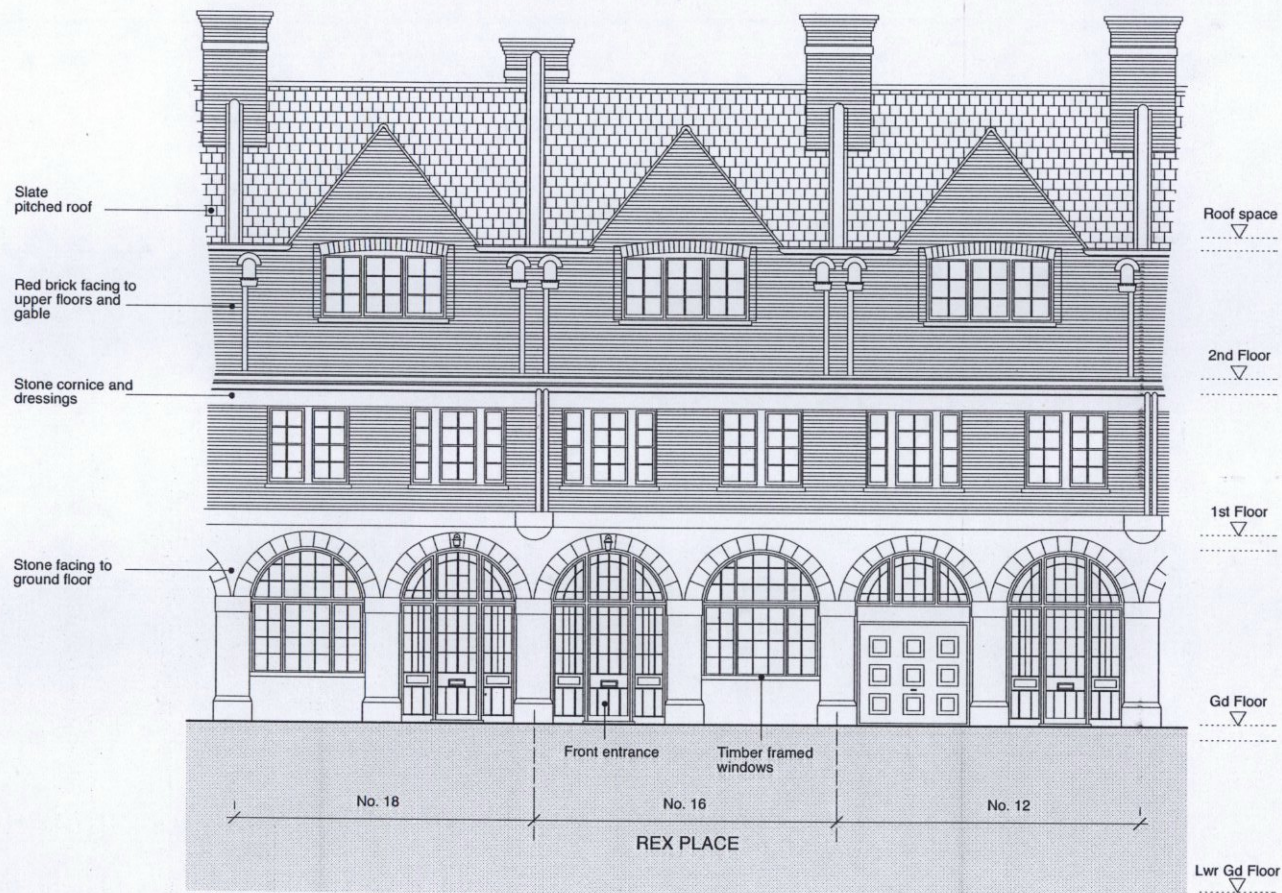 Slate
pitched roof
Red brick facing to
upper floors and
gable
Stone cornice and
dressings
Stone facing to
ground floor
Roof space
2nd Floor
1st Floor
Gd Floor
Lwr Gd Floor
Front entrance
Timber framed
windows
No. 18
No. 16
No. 12
REX PLACE